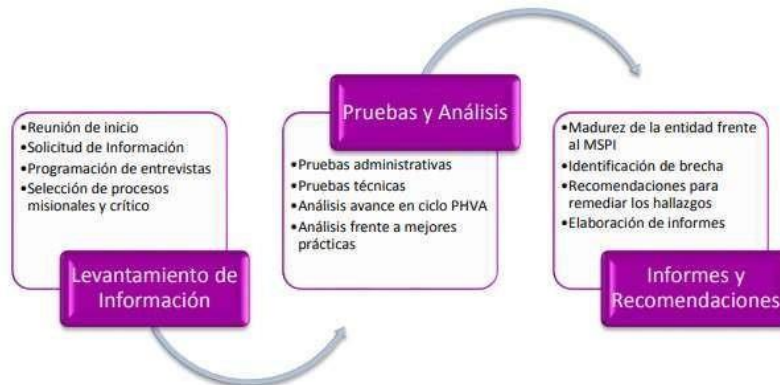 •Reunión de inicio
•Solicitud de Información
•Programación de entrevistas
•Selección de procesos
misionales y crítico
Levantamiento de
Información
Pruebas y Análisis
•Pruebas administrativas
•Pruebas técnicas
•Análisis avance en ciclo PHVA
•Análisis frente a mejores
prácticas
•Madurez de la entidad frente
al MSPI
•Identificación de brecha
•Recomendaciones para
remediar los hallazgos
•Elaboración de informes
Informes y
Recomendaciones